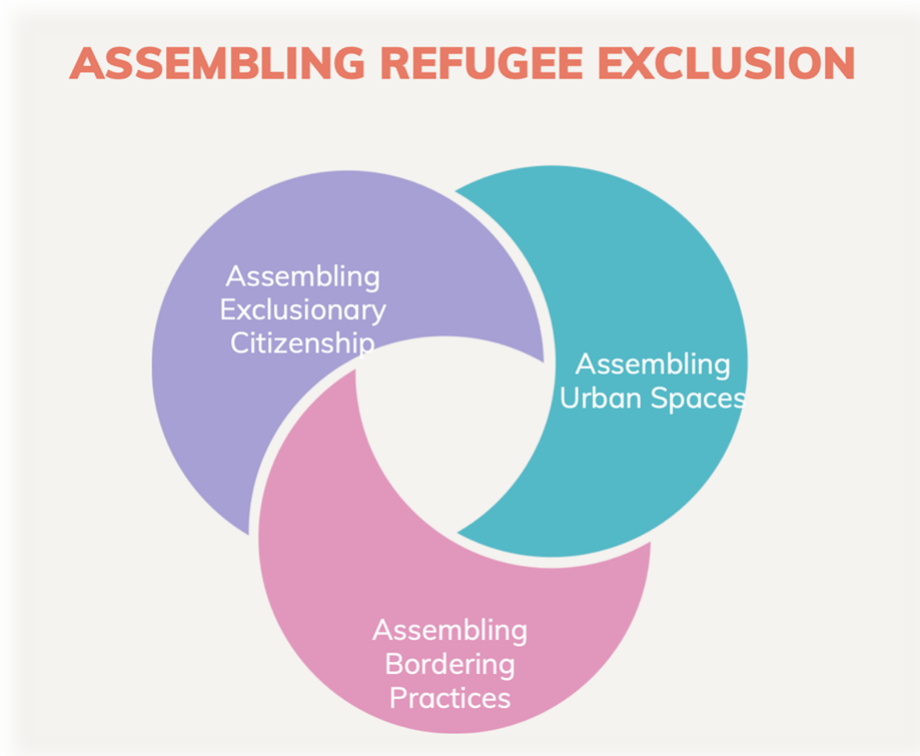 ASSEMBLING REFUGEE EXCLUSION
Assembling
Exclusionary
Citizenship
Assembling
Urban Spaces
Assembling
Bordering
Practices